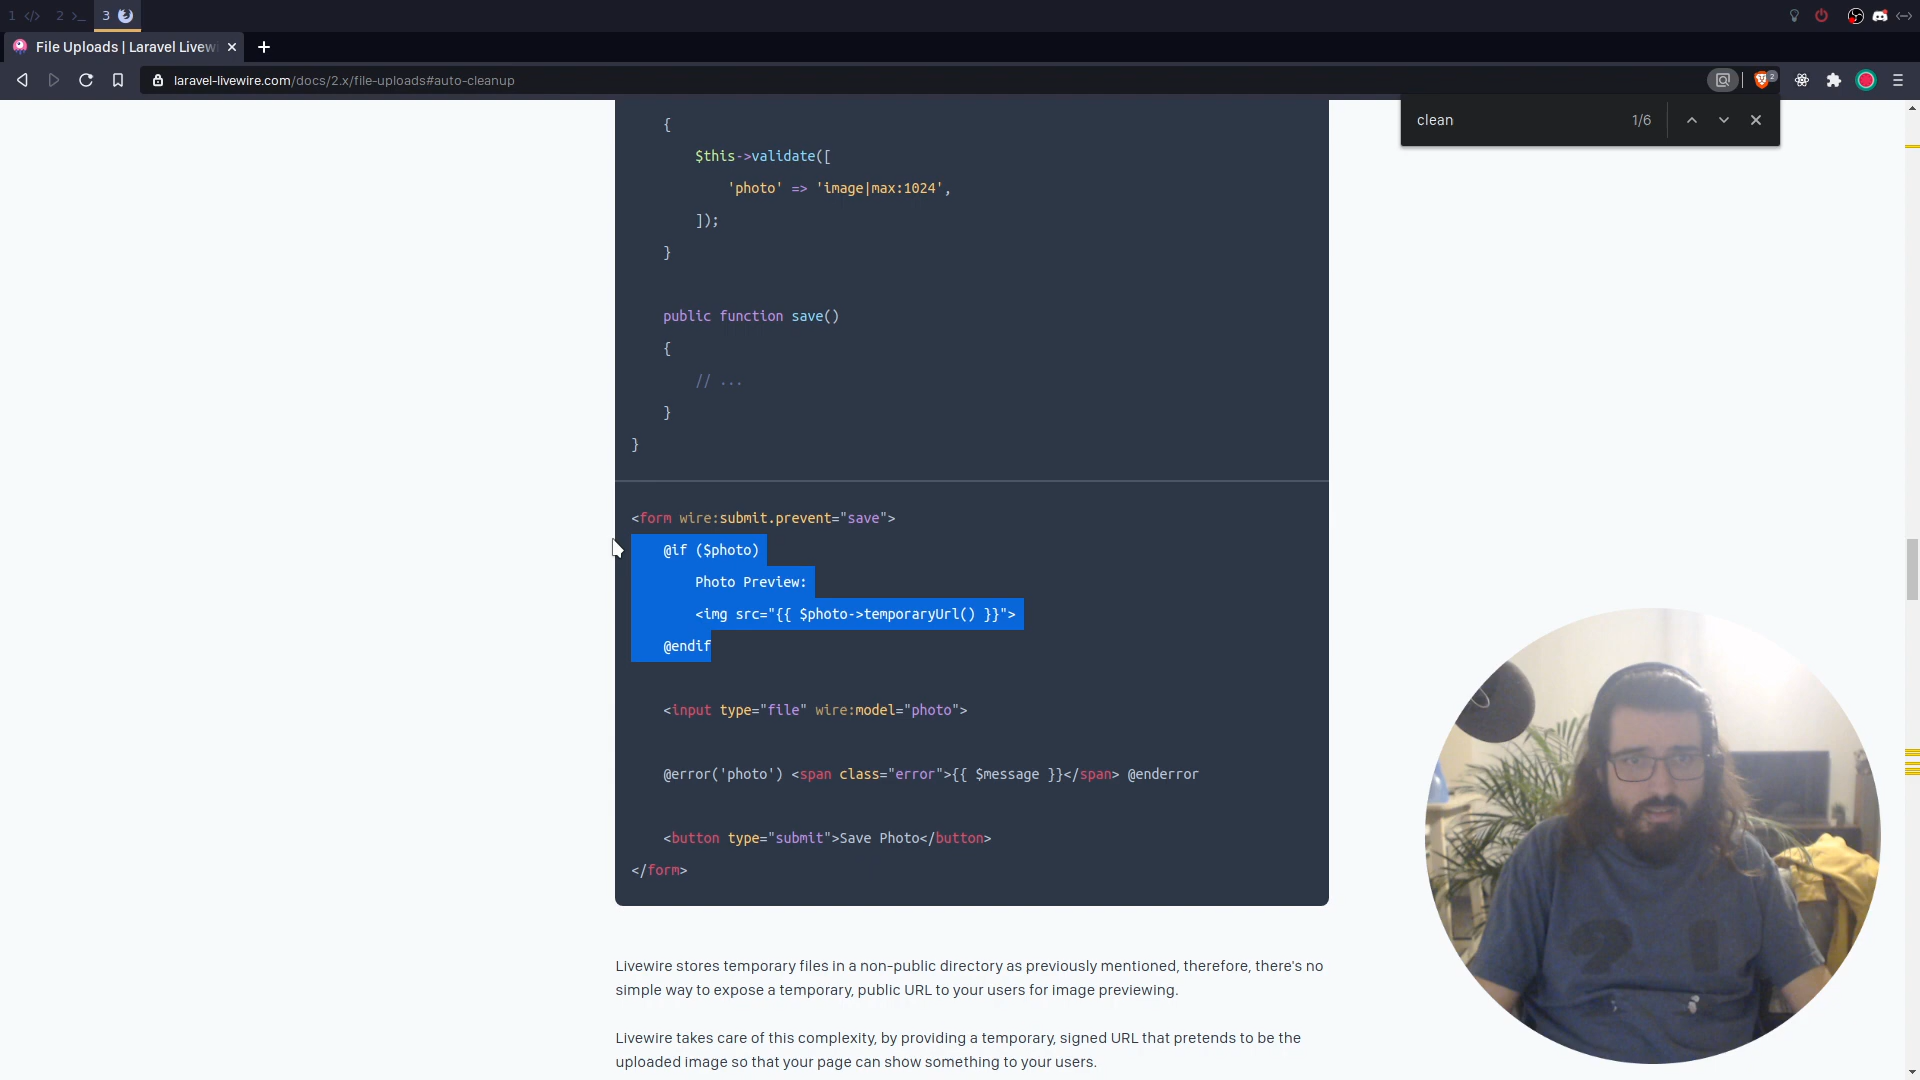 1 </> 2 >_ 3
File Uploads | Laravel Livew
laravel-livewire.com/docs/2.x/file-uploads#auto-cleanup
2
clean 1/6
{
$this->validate([
'photo' => 'image|max:1024',
]);
}
public function save()
{
// ...
}
}
<form wire:submit.prevent="save">
@if ($photo)
Photo Preview:
<img src="{{ $photo->temporaryUrl() }}">
@endif
<input type="file" wire:model="photo">
@error('photo') <span class="error">{{ $message }}</span> @enderror
<button type="submit">Save Photo</button>
</form>
Livewire stores temporary files in a non-public directory as previously mentioned, therefore, there's no
simple way to expose a temporary, public URL to your users for image previewing.
Livewire takes care of this complexity, by providing a temporary, signed URL that pretends to be the
uploaded image so that your page can show something to your users.